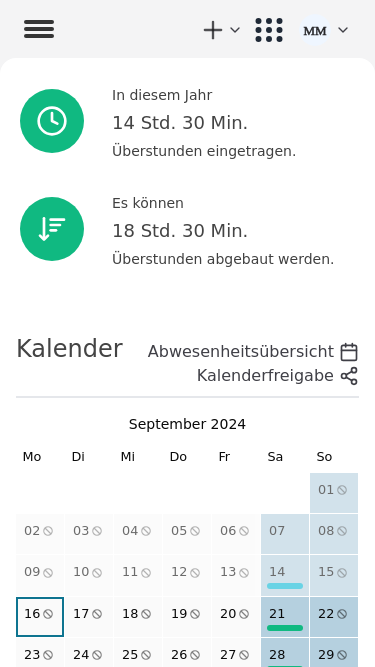 MM
In diesem Jahr
14 Std. 30 Min.
Überstunden eingetragen.
Es können
18 Std. 30 Min.
Überstunden abgebaut werden.
Kalender
Abwesenheitsübersicht
Kalenderfreigabe
September 2024
Mo Di Mi Do Fr Sa So
01
02 03 04 05 06 07 08
09 10 11 12 13 14 15
16 17 18 19 20 21 22
23 24 25 26 27 28 29